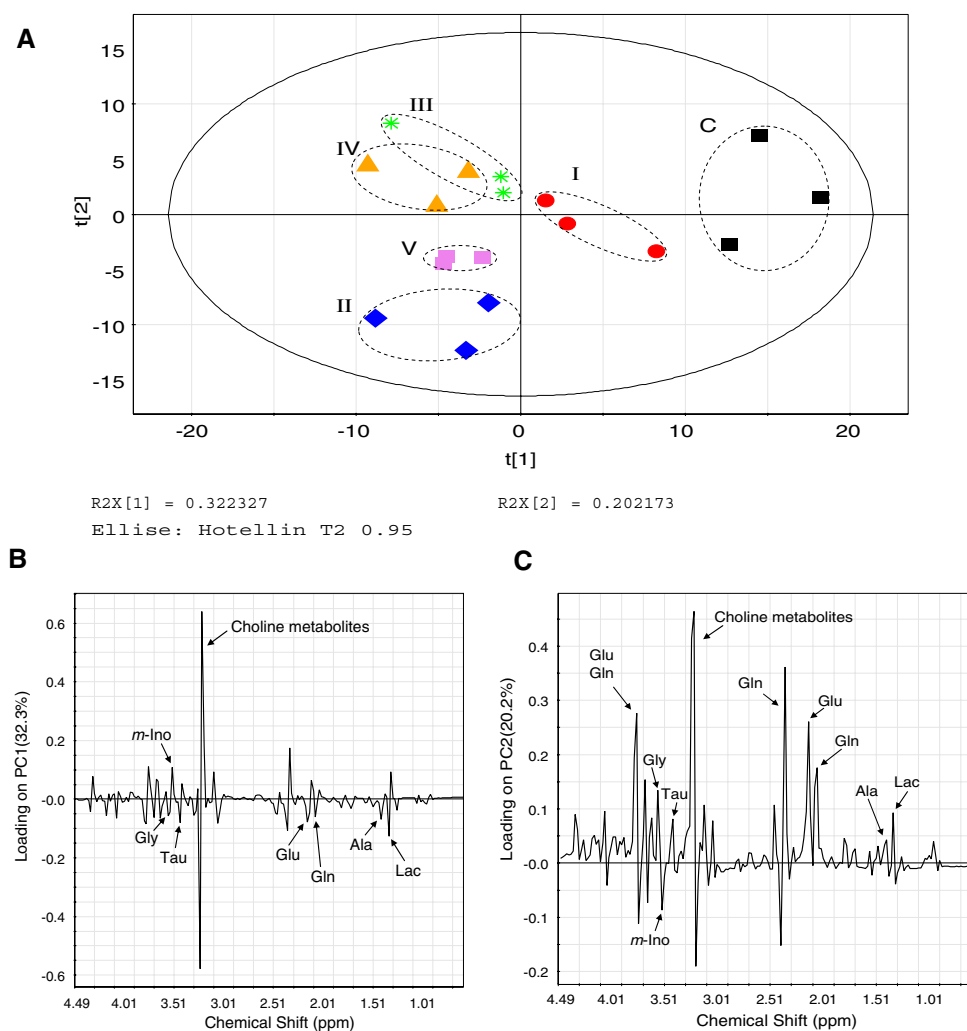 A
15
10
5
0
-5
-10
-15
t[2]
III
IV
C
I
V
II
-20
-10
0
10
20
t[1]
R2X[1] = 0.322327
R2X[2] = 0.202173
Ellise: Hotellin T2 0.95
B
0.6
0.4
0.2
-0.0
-0.2
-0.4
-0.6
Loading on PC1(32.3%)
Choline metabolites
m-Ino
Gly
Tau
Glu
Gln
Ala
Lac
4.49
4.01
3.51
3.01
2.51
2.01
1.51
1.01
Chemical Shift (ppm)
C
0.4
0.3
0.2
0.1
-0.0
-0.1
-0.2
Loading on PC2(20.2%)
Choline metabolites
Glu
Gln
Gln
Glu
Gln
Gly
Tau
Ala
Lac
m-Ino
4.49
4.01
3.51
3.01
2.51
2.01
1.51
1.01
Chemical Shift (ppm)